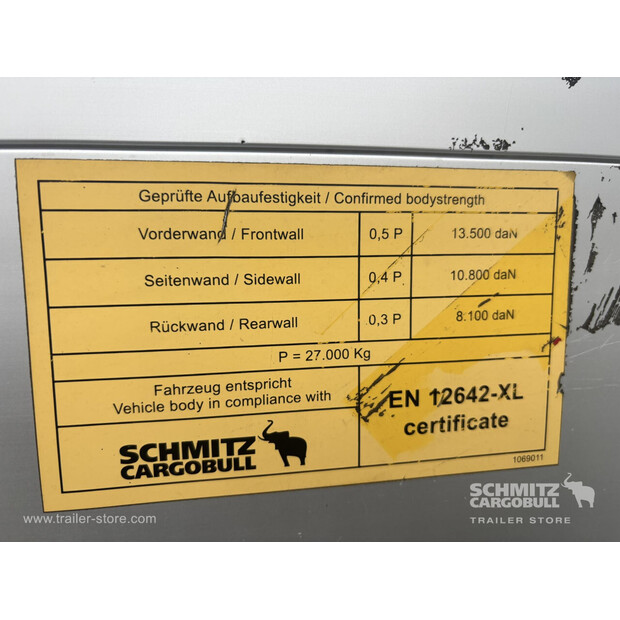 Geprüfte Aufbaufestigkeit / Confirmed bodystrength
Vorderwand / Frontwall 0,5 P 13.500 daN
Seitenwand / Sidewall 0,4 P 10.800 daN
Rückwand / Rearwall 0,3 P 8.100 daN
P = 27.000 Kg
Fahrzeug entspricht
Vehicle body in compliance with
EN 12642-XL
certificate
SCHMITZ
CARGOBULL
1069011
www.trailer-store.com
SCHMITZ
CARGOBULL
TRAILER STORE